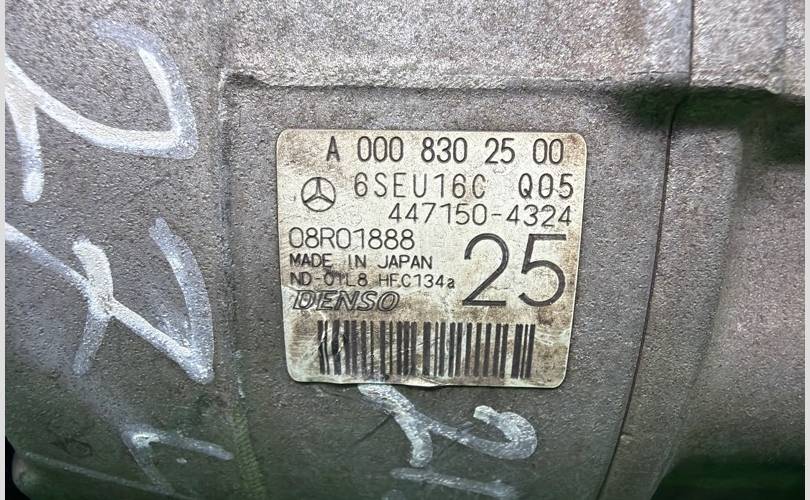 A 000 830 25 00
6SEU16C Q05
447150-4324
08R01888
MADE IN JAPAN
ND-OIL8 HFC134a
25
DENSO